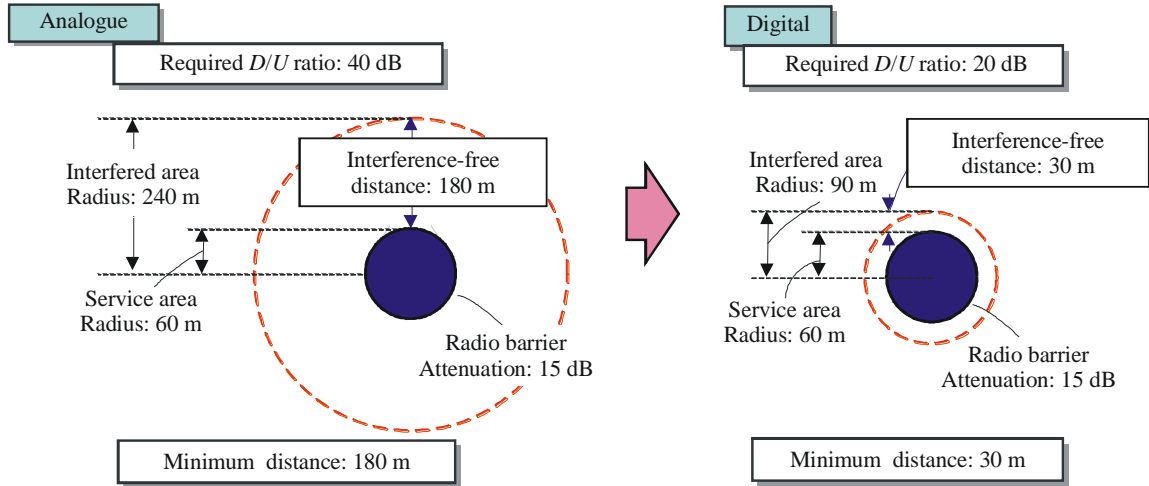 Analogue
Required D/U ratio: 40 dB
Interfered area
Radius: 240 m
Interference-free
distance: 180 m
Service area
Radius: 60 m
Radio barrier
Attenuation: 15 dB
Minimum distance: 180 m
Digital
Required D/U ratio: 20 dB
Interfered area
Radius: 90 m
Interference-free
distance: 30 m
Service area
Radius: 60 m
Radio barrier
Attenuation: 15 dB
Minimum distance: 30 m